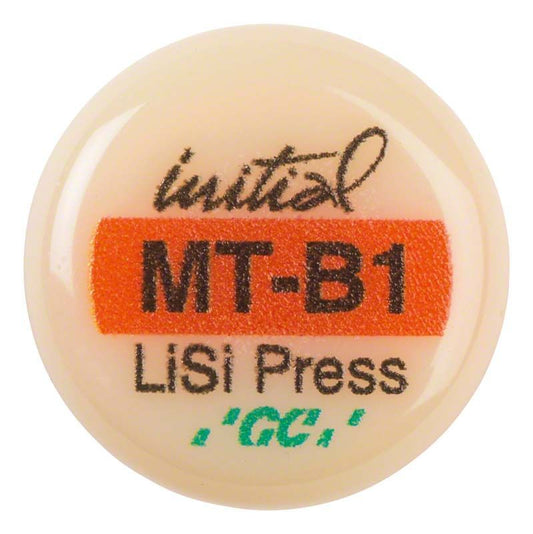 initial
MT-B1
LiSi Press
'GC'